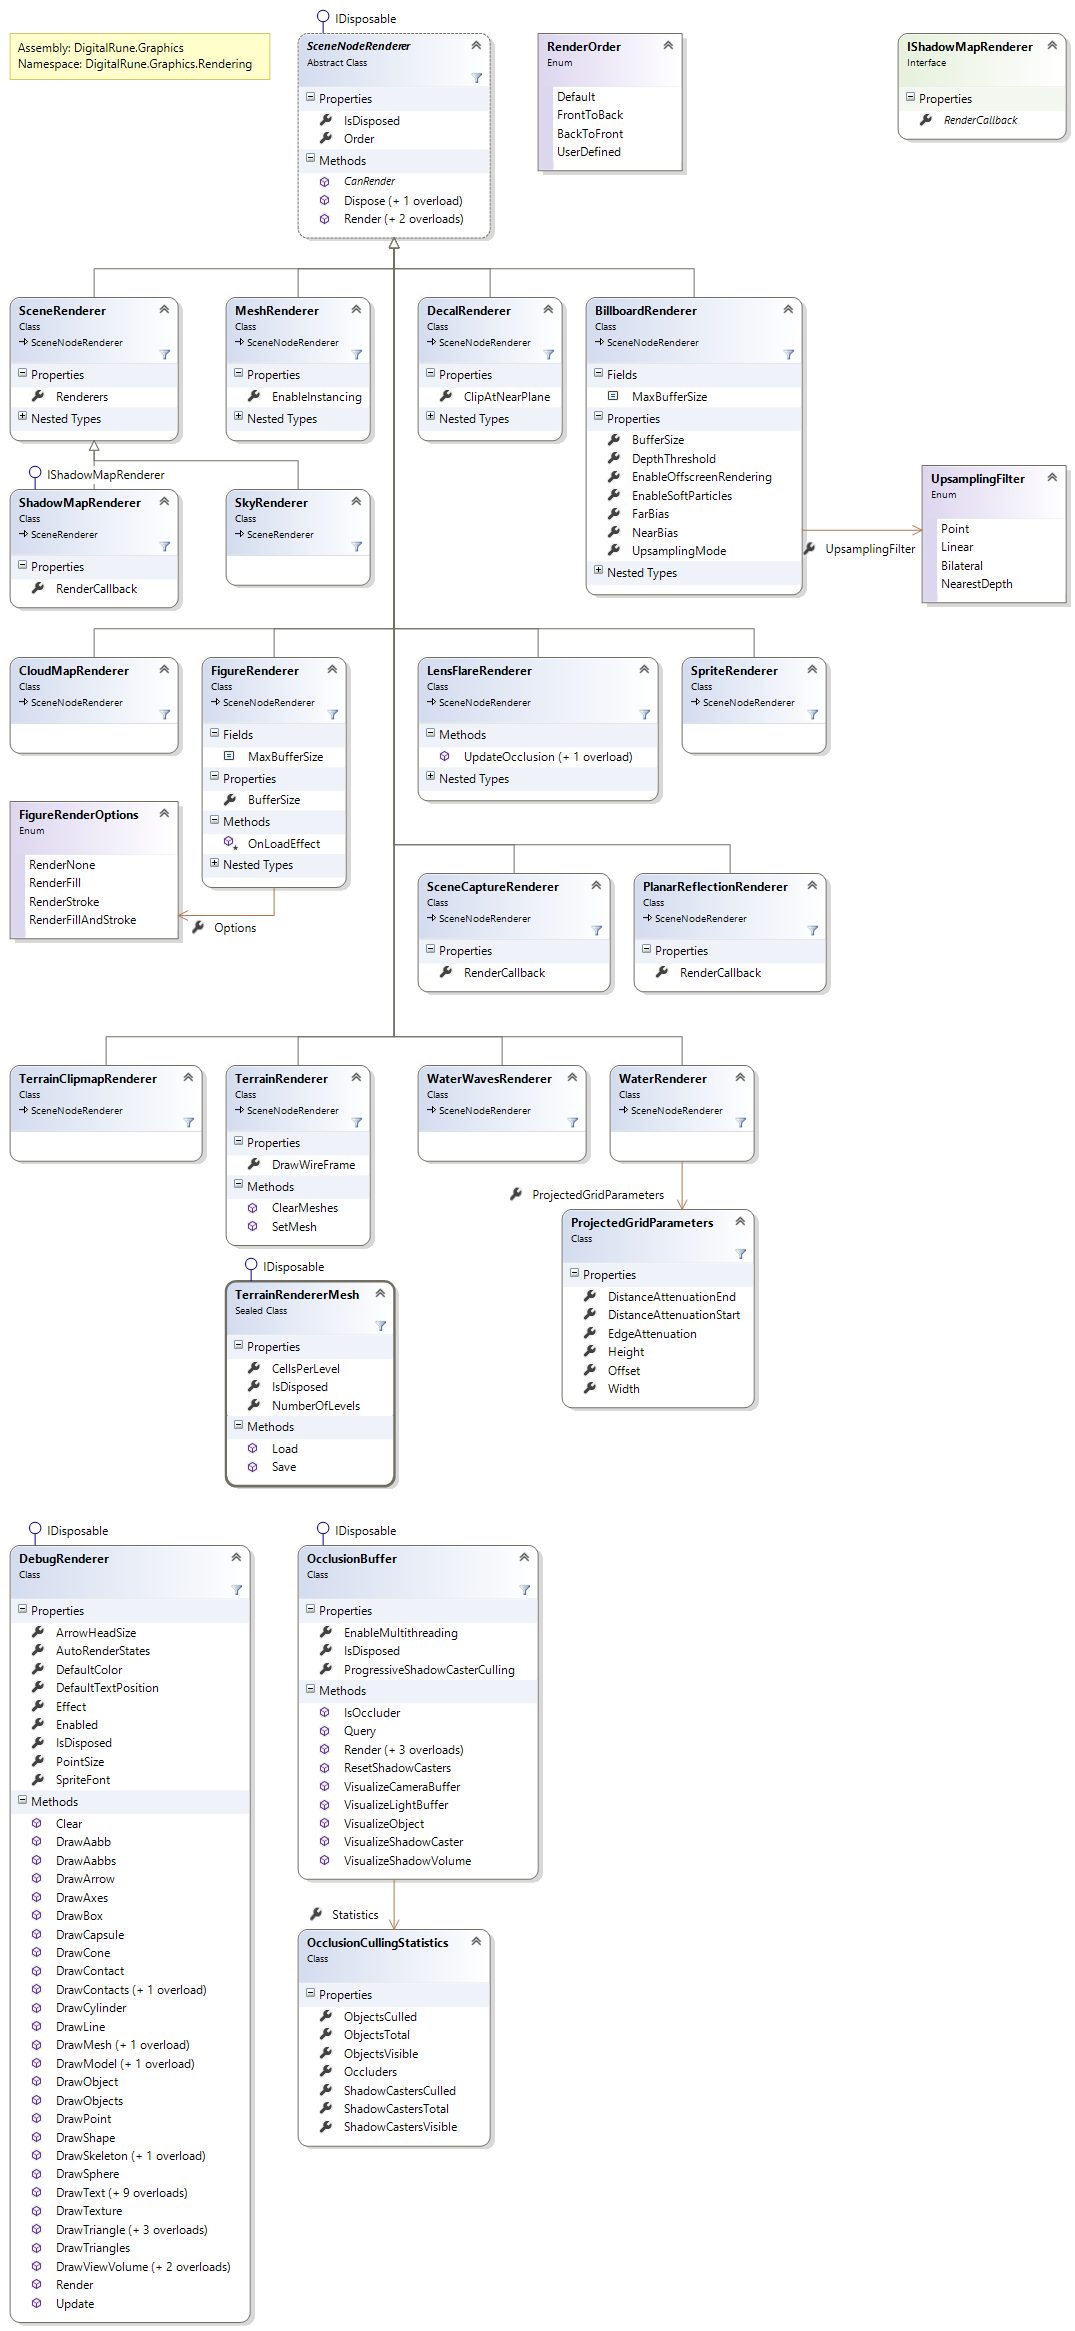 Assembly: DigitalRune.Graphics
Namespace: DigitalRune.Graphics.Rendering
IDisposable
SceneNodeRenderer
Abstract Class
Properties
IsDisposed
Order
Methods
CanRender
Dispose (+ 1 overload)
Render (+ 2 overloads)
RenderOrder
Enum
Default
FrontToBack
BackToFront
UserDefined
IShadowMapRenderer
Interface
Properties
RenderCallback
SceneRenderer
Class
SceneNodeRenderer
Properties
Renderers
Nested Types
MeshRenderer
Class
SceneNodeRenderer
Properties
EnableInstancing
Nested Types
DecalRenderer
Class
SceneNodeRenderer
Properties
ClipAtNearPlane
Nested Types
BillboardRenderer
Class
SceneNodeRenderer
Fields
MaxBufferSize
Properties
BufferSize
DepthThreshold
EnableOffscreenRendering
EnableSoftParticles
FarBias
NearBias
UpsamplingMode
Nested Types
UpsamplingFilter
UpsamplingFilter
Enum
Point
Linear
Bilateral
NearestDepth
IShadowMapRenderer
ShadowMapRenderer
Class
SceneRenderer
Properties
RenderCallback
SkyRenderer
Class
SceneRenderer
CloudMapRenderer
Class
SceneNodeRenderer
FigureRenderer
Class
SceneNodeRenderer
Fields
MaxBufferSize
Properties
BufferSize
Methods
OnLoadEffect
Nested Types
LensFlareRenderer
Class
SceneNodeRenderer
Methods
UpdateOcclusion (+ 1 overload)
Nested Types
SpriteRenderer
Class
SceneNodeRenderer
FigureRenderOptions
Enum
RenderNone
RenderFill
RenderStroke
RenderFillAndStroke
Options
SceneCaptureRenderer
Class
SceneNodeRenderer
Properties
RenderCallback
PlanarReflectionRenderer
Class
SceneNodeRenderer
Properties
RenderCallback
TerrainClipmapRenderer
Class
SceneNodeRenderer
TerrainRenderer
Class
SceneNodeRenderer
Properties
DrawWireFrame
Methods
ClearMeshes
SetMesh
WaterWavesRenderer
Class
SceneNodeRenderer
WaterRenderer
Class
SceneNodeRenderer
ProjectedGridParameters
ProjectedGridParameters
Class
Properties
DistanceAttenuationEnd
DistanceAttenuationStart
EdgeAttenuation
Height
Offset
Width
IDisposable
TerrainRendererMesh
Sealed Class
Properties
CellsPerLevel
IsDisposed
NumberOfLevels
Methods
Load
Save
IDisposable
DebugRenderer
Class
Properties
ArrowHeadSize
AutoRenderStates
DefaultColor
DefaultTextPosition
Effect
Enabled
IsDisposed
PointSize
SpriteFont
Methods
Clear
DrawAabb
DrawAabbs
DrawArrow
DrawAxes
DrawBox
DrawCapsule
DrawCone
DrawContact
DrawContacts (+ 1 overload)
DrawCylinder
DrawLine
DrawMesh (+ 1 overload)
DrawModel (+ 1 overload)
DrawObject
DrawObjects
DrawPoint
DrawShape
DrawSkeleton (+ 1 overload)
DrawSphere
DrawText (+ 9 overloads)
DrawTexture
DrawTriangle (+ 3 overloads)
DrawTriangles
DrawViewVolume (+ 2 overloads)
Render
Update
IDisposable
OcclusionBuffer
Class
Properties
EnableMultithreading
IsDisposed
ProgressiveShadowCasterCulling
Methods
IsOccluder
Query
Render (+ 3 overloads)
ResetShadowCasters
VisualizeCameraBuffer
VisualizeLightBuffer
VisualizeObject
VisualizeShadowCaster
VisualizeShadowVolume
Statistics
OcclusionCullingStatistics
Class
Properties
ObjectsCulled
ObjectsTotal
ObjectsVisible
Occluders
ShadowCastersCulled
ShadowCastersTotal
ShadowCastersVisible